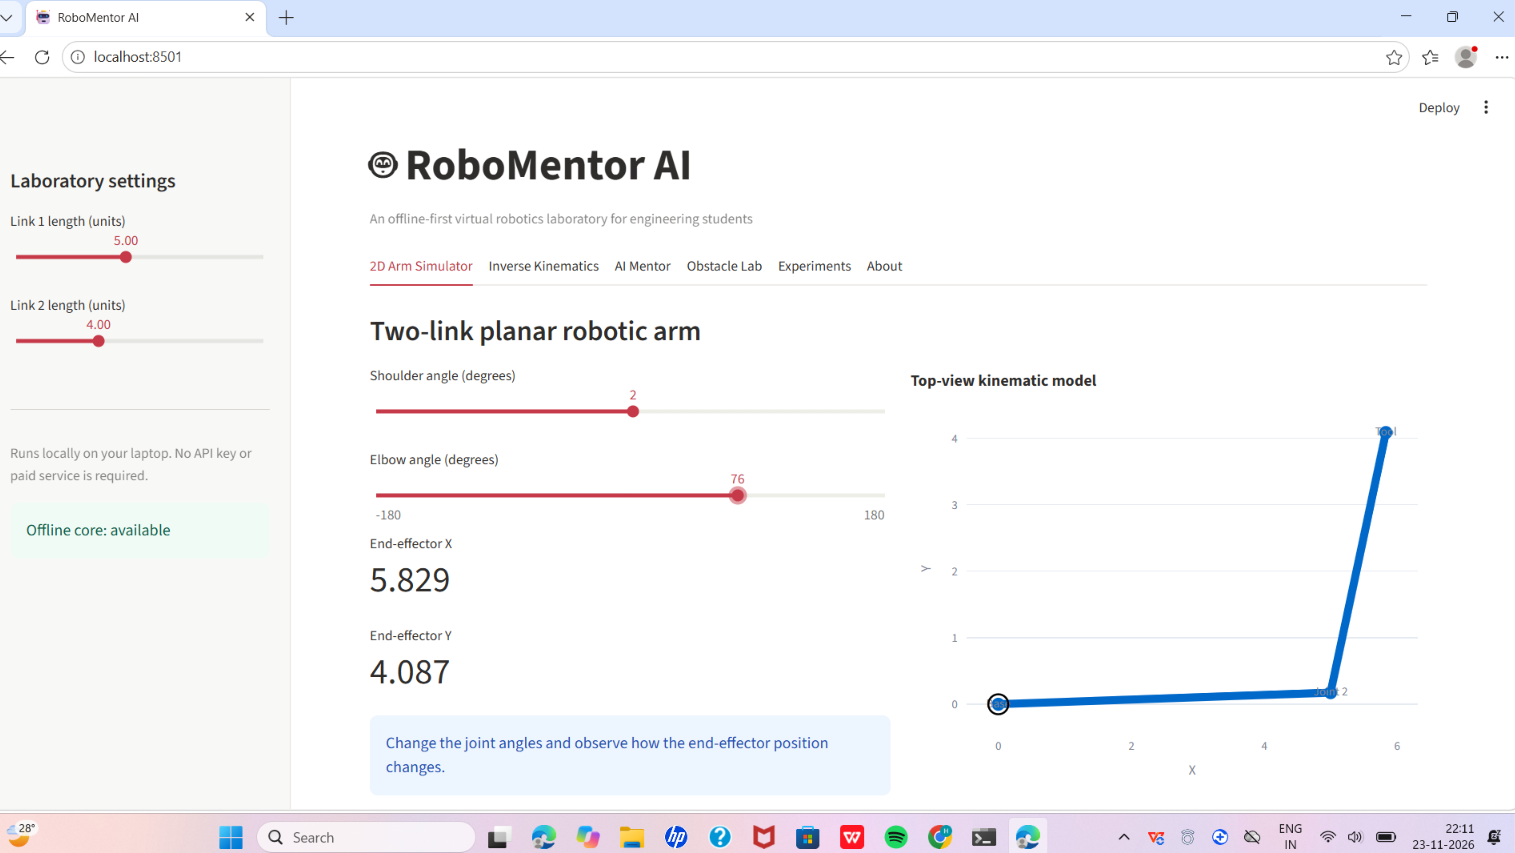 RoboMentor AI
localhost:8501
Deploy
Laboratory settings
Link 1 length (units)
5.00
Link 2 length (units)
4.00
Runs locally on your laptop. No API key or
paid service is required.
Offline core: available
RoboMentor AI
An offline-first virtual robotics laboratory for engineering students
2D Arm Simulator
Inverse Kinematics
AI Mentor
Obstacle Lab
Experiments
About
Two-link planar robotic arm
Shoulder angle (degrees)
2
Elbow angle (degrees)
76
-180
180
End-effector X
5.829
End-effector Y
4.087
Change the joint angles and observe how the end-effector position
changes.
Top-view kinematic model
Tool
4
3
Y
2
1
Joint 2
0
0
2
4
6
X
28°
Search
hp
ENG
IN
22:11
23-11-2026